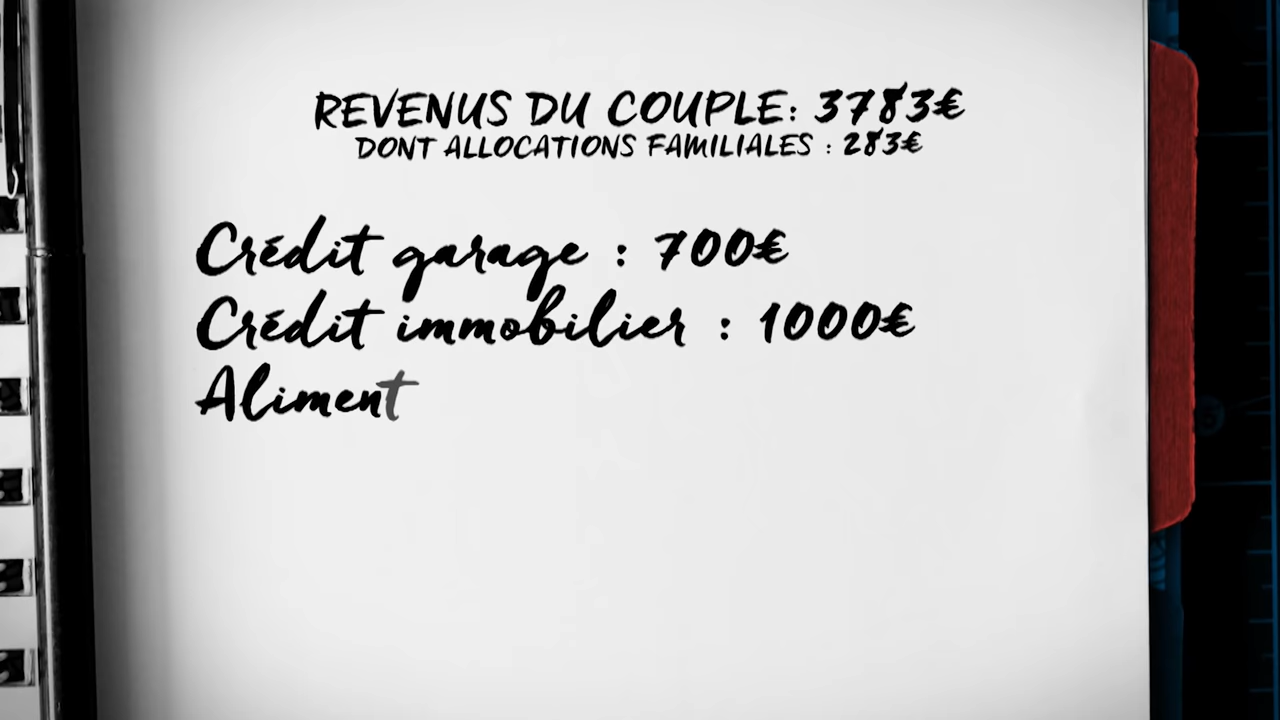 REVENUS DU COUPLE: 3783€
DONT ALLOCATIONS FAMILIALES : 283€
Crédit garage : 700€
Crédit immobilier : 1000€
Aliment